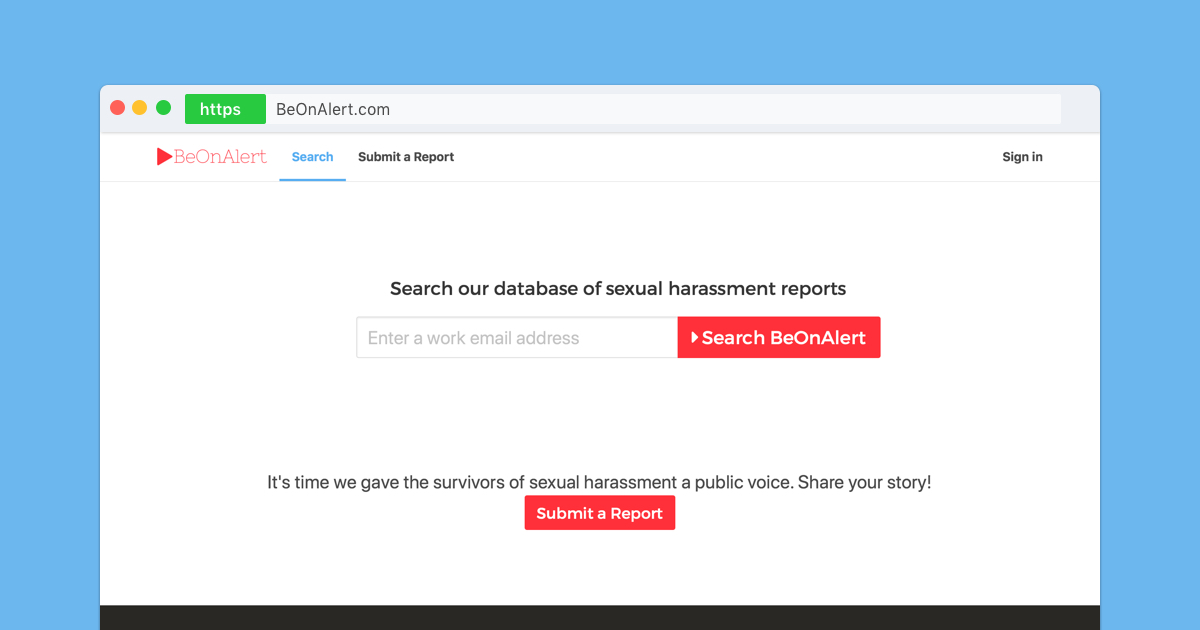 https BeOnAlert.com
BeOnAlert Search Submit a Report Sign in
Search our database of sexual harassment reports
Enter a work email address Search BeOnAlert
It's time we gave the survivors of sexual harassment a public voice. Share your story!
Submit a Report